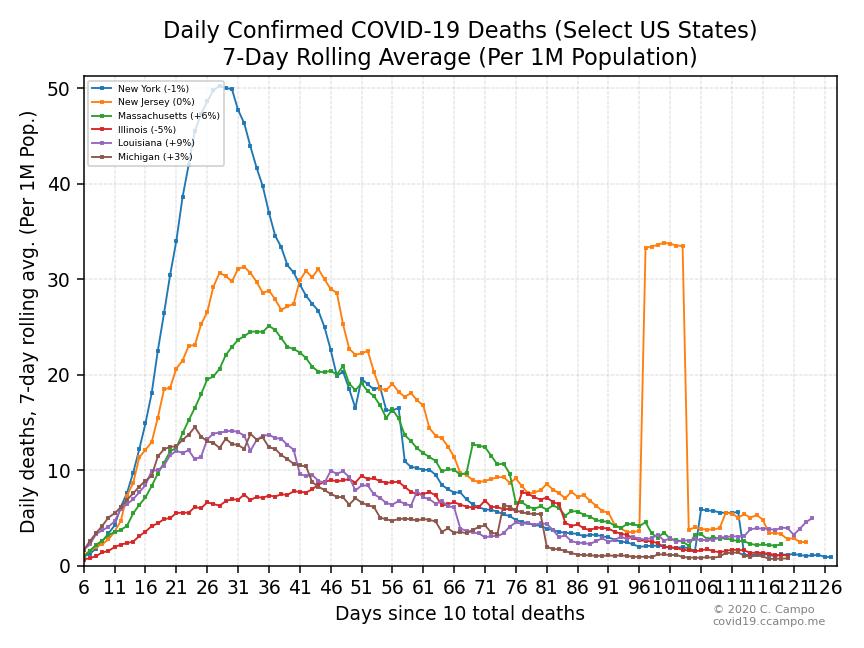 Daily Confirmed COVID-19 Deaths (Select US States)
7-Day Rolling Average (Per 1M Population)
Daily deaths, 7-day rolling avg. (Per 1M Pop.)
50
40
30
20
10
0
New York (-1%)
New Jersey (0%)
Massachusetts (+6%)
Illinois (-5%)
Louisiana (+9%)
Michigan (+3%)
6 11 16 21 26 31 36 41 46 51 56 61 66 71 76 81 86 91 96 101 106 111 116 121 126
Days since 10 total deaths
© 2020 C. Campo
covid19.ccampo.me